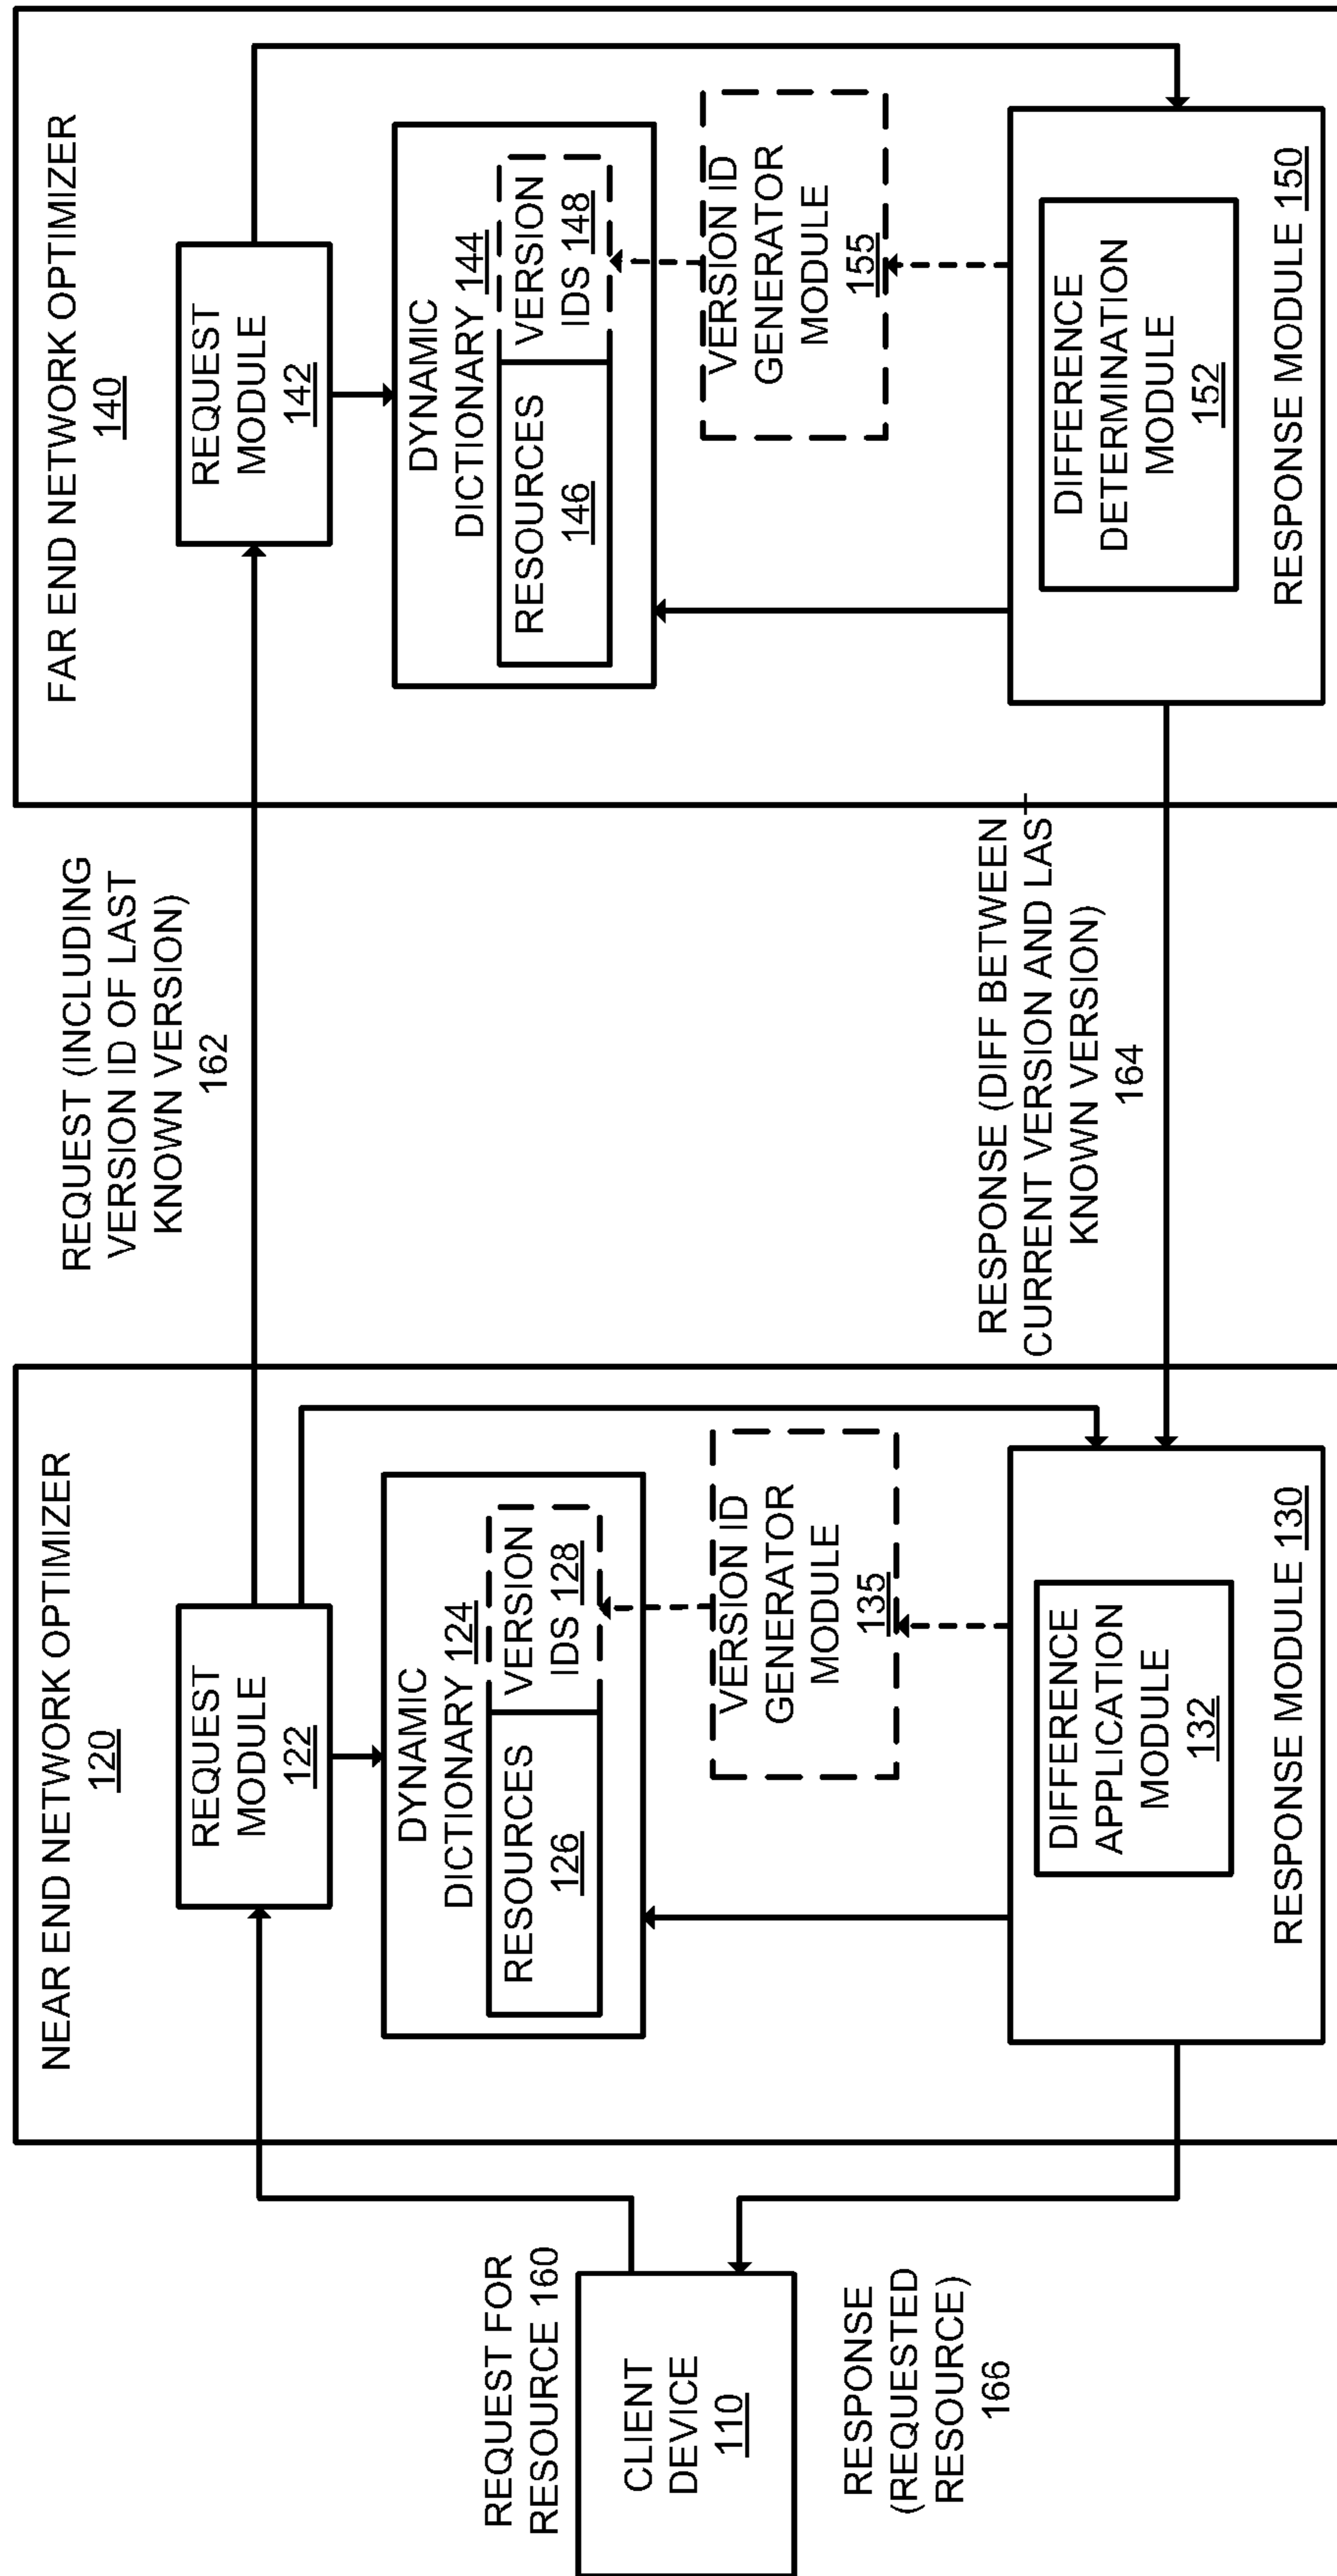 REQUEST FOR
RESOURCE 160
CLIENT
DEVICE
110
RESPONSE
(REQUESTED
RESOURCE)
166
NEAR END NETWORK OPTIMIZER
120
REQUEST
MODULE
122
DYNAMIC
DICTIONARY 124
RESOURCES
126
VERSION
IDS 128
VERSION ID
GENERATOR
MODULE
135
DIFFERENCE
APPLICATION
MODULE
132
RESPONSE MODULE 130
REQUEST (INCLUDING
VERSION ID OF LAST
KNOWN VERSION)
162
RESPONSE (DIFF BETWEEN
CURRENT VERSION AND LAST
KNOWN VERSION)
164
FAR END NETWORK OPTIMIZER
140
REQUEST
MODULE
142
DYNAMIC
DICTIONARY 144
RESOURCES
146
VERSION
IDS 148
VERSION ID
GENERATOR
MODULE
155
DIFFERENCE
DETERMINATION
MODULE
152
RESPONSE MODULE 150